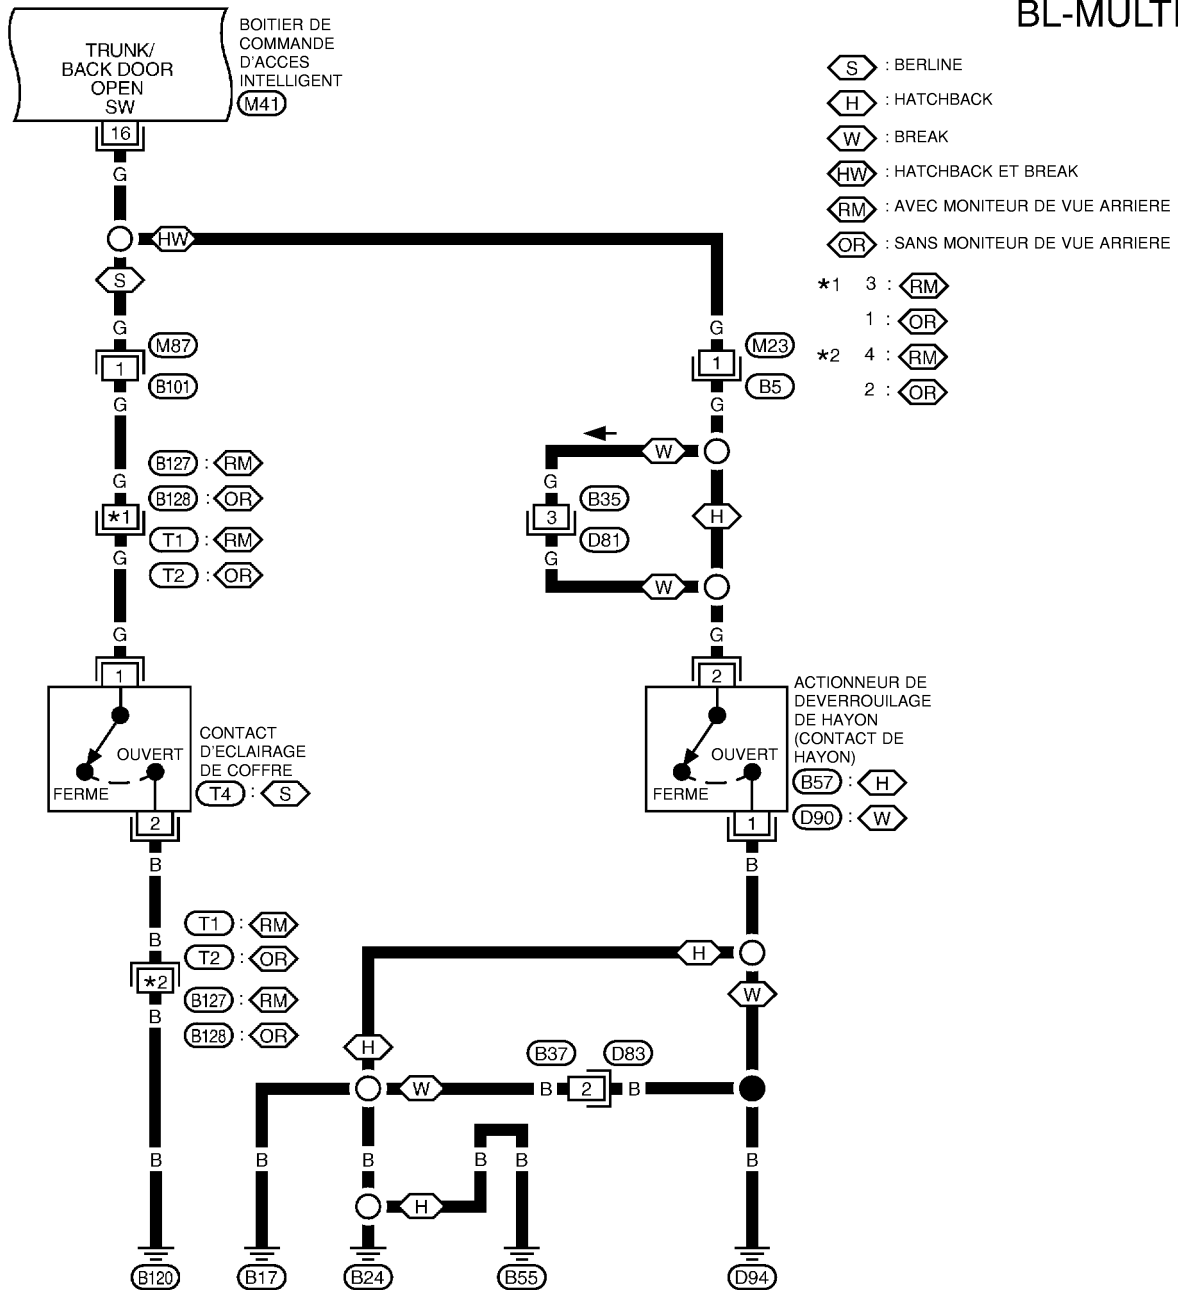 BL-MULTI
TRUNK/
BACK DOOR
OPEN
SW
BOITIER DE
COMMANDE
D'ACCES
INTELLIGENT
M41
16
G
S : BERLINE
H : HATCHBACK
W : BREAK
HW : HATCHBACK ET BREAK
RM : AVEC MONITEUR DE VUE ARRIERE
OR : SANS MONITEUR DE VUE ARRIERE
*1 3 : RM
1 : OR
*2 4 : RM
2 : OR
HW
S
G
1
M87
B101
G
G
M23
1
B5
G
B127 : RM
B128 : OR
G
*1
T1 : RM
T2 : OR
G
W
G
B35
3
D81
G
H
W
G
1
G
2
CONTACT
D'ECLAIRAGE
DE COFFRE
T4 : S
OUVERT
FERME
2
ACTIONNEUR DE
DEVERROUILAGE
DE HAYON
(CONTACT DE
HAYON)
B57 : H
D90 : W
OUVERT
FERME
1
B
B
B
T1 : RM
T2 : OR
*2
B127 : RM
B128 : OR
B
H
W
H
W
B37
D83
B
2
B
B
B
B
B
B
B
H
B120
B17
B24
B55
D94